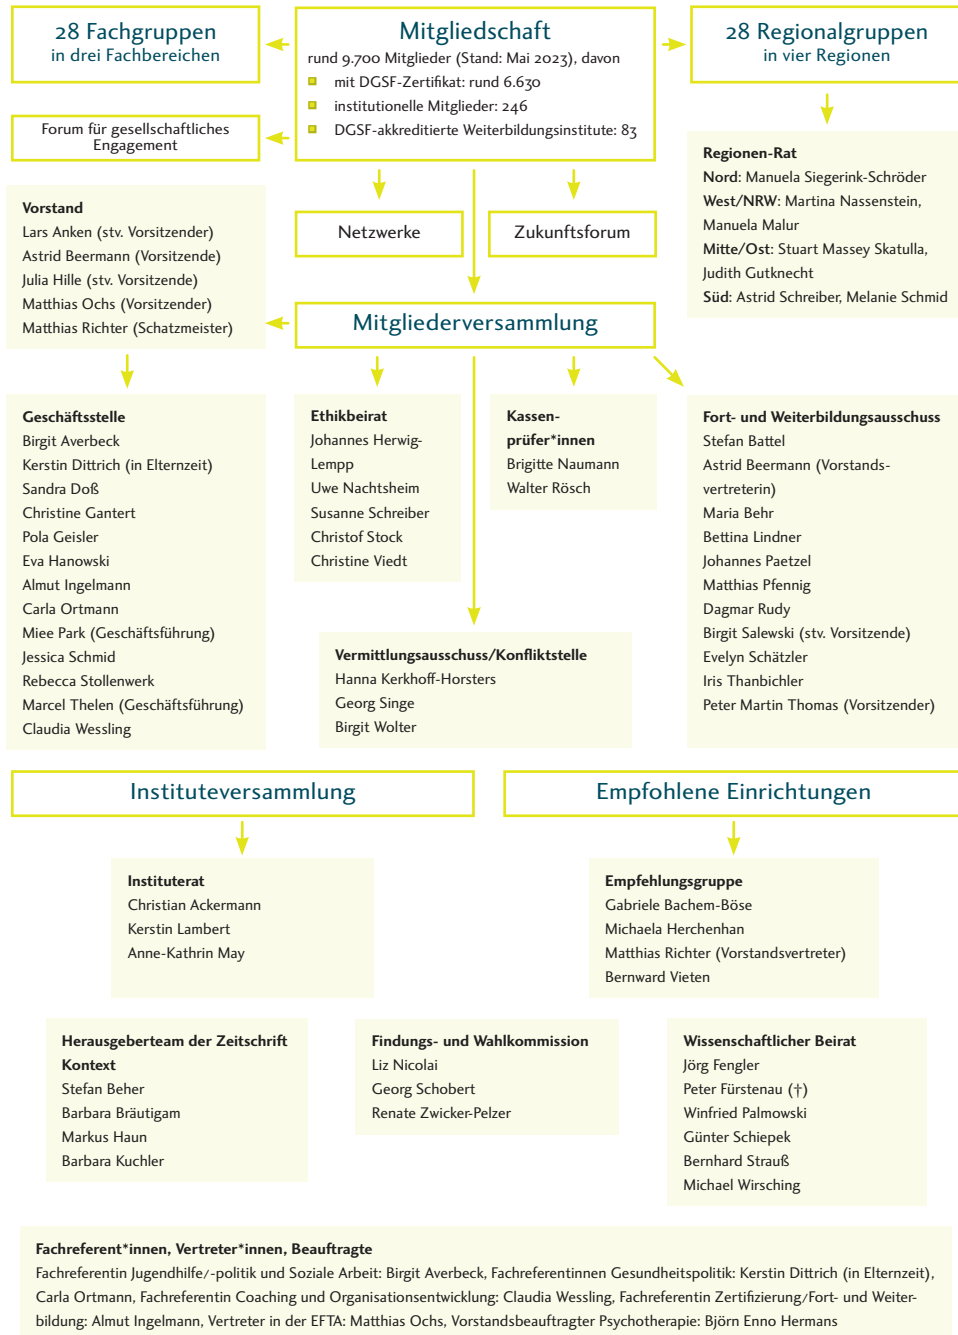 28 Fachgruppen
in drei Fachbereichen
Mitgliedschaft
rund 9.700 Mitglieder (Stand: Mai 2023), davon
mit DGSF-Zertifikat: rund 6.630
institutionelle Mitglieder: 246
DGSF-akkreditierte Weiterbildungsinstitute: 83
28 Regionalgruppen
in vier Regionen
Forum für gesellschaftliches
Engagement
Regionen-Rat
Nord: Manuela Siegerink-Schröder
West/NRW: Martina Nassenstein,
Manuela Malur
Mitte/Ost: Stuart Massey Skatulla,
Judith Gutknecht
Süd: Astrid Schreiber, Melanie Schmid
Vorstand
Lars Anken (stv. Vorsitzender)
Astrid Beermann (Vorsitzende)
Julia Hille (stv. Vorsitzende)
Matthias Ochs (Vorsitzender)
Matthias Richter (Schatzmeister)
Netzwerke
Zukunftsforum
Mitgliederversammlung
Geschäftsstelle
Birgit Averbeck
Kerstin Dittrich (in Elternzeit)
Sandra Doß
Christine Gantert
Pola Geisler
Eva Hanowski
Almut Ingelmann
Carla Ortmann
Miee Park (Geschäftsführung)
Jessica Schmid
Rebecca Stollenwerk
Marcel Thelen (Geschäftsführung)
Claudia Wessling
Ethikbeirat
Johannes Herwig-
Lempp
Uwe Nachtsheim
Susanne Schreiber
Christof Stock
Christine Viedt
Kassen-
prüfer*innen
Brigitte Naumann
Walter Rösch
Fort- und Weiterbildungsausschuss
Stefan Battel
Astrid Beermann (Vorstands-
vertreterin)
Maria Behr
Bettina Lindner
Johannes Paetzel
Matthias Pfennig
Dagmar Rudy
Birgit Salewski (stv. Vorsitzende)
Evelyn Schätzler
Iris Thanbichler
Peter Martin Thomas (Vorsitzender)
Vermittlungsausschuss/Konfliktstelle
Hanna Kerkhoff-Horsters
Georg Singe
Birgit Wolter
Instituteversammlung
Empfohlene Einrichtungen
Instituterat
Christian Ackermann
Kerstin Lambert
Anne-Kathrin May
Empfehlungsgruppe
Gabriele Bachem-Böse
Michaela Herchenhan
Matthias Richter (Vorstandsvertreter)
Bernward Vieten
Herausgeberteam der Zeitschrift
Kontext
Stefan Beher
Barbara Bräutigam
Markus Haun
Barbara Kuchler
Findungs- und Wahlkommission
Liz Nicolai
Georg Schobert
Renate Zwicker-Pelzer
Wissenschaftlicher Beirat
Jörg Fengler
Peter Fürstenau (†)
Winfried Palmowski
Günter Schiepek
Bernhard Strauß
Michael Wirsching
Fachreferent*innen, Vertreter*innen, Beauftragte
Fachreferentin Jugendhilfe/-politik und Soziale Arbeit: Birgit Averbeck, Fachreferentinnen Gesundheitspolitik: Kerstin Dittrich (in Elternzeit),
Carla Ortmann, Fachreferentin Coaching und Organisationsentwicklung: Claudia Wessling, Fachreferentin Zertifizierung/Fort- und Weiter-
bildung: Almut Ingelmann, Vertreter in der EFTA: Matthias Ochs, Vorstandsbeauftragter Psychotherapie: Björn Enno Hermans